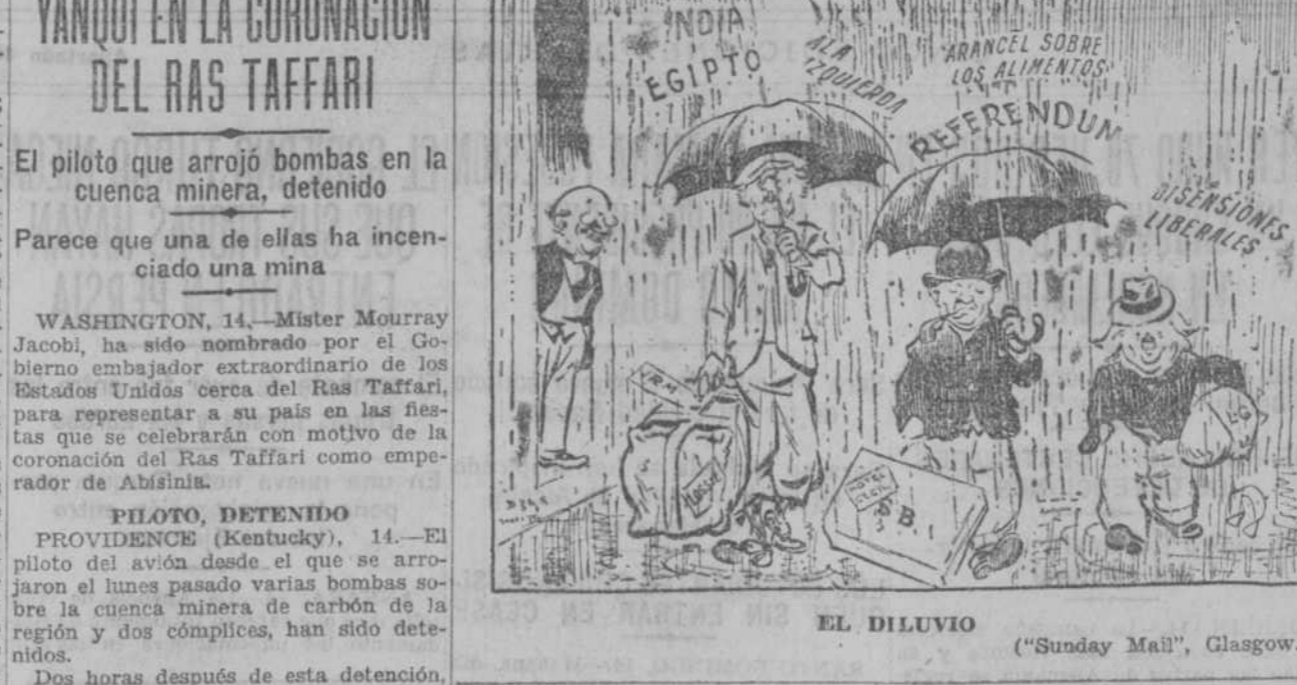 YANQUI EN LA CORONACION
DEL RAS TAFFARI
El piloto que arrojó bombas en la
cuenca minera, detenido
Parece que una de ellas ha incen-
ciado una mina
WASHINGTON, 14.—Mister Mourray
Jacobi, ha sido nombrado por el Go-
bierno embajador extraordinario de los
Estados Unidos cerca del Ras Taffari,
para representar a su país en las fies-
tas que se celebrarán con motivo de la
coronación del Ras Taffari como empe-
rador de Abisinia.
PILOTO, DETENIDO
PROVIDENCE (Kentucky), 14.—El
piloto del avión desde el que se arro-
jaron el lunes pasado varias bombas so-
bre la cuenca minera de carbón de la
región y dos cómplices, han sido dete-
nidos.
Dos horas después de esta detención,
INDIA
EGIPTO
A LA
IZQUIERDA
ARANCEL SOBRE
LOS ALIMENTOS
REFERENDUM
DISENSIONES
LIBERALES
HOTEL
CECIL
S B
L-G
EL DILUVIO
("Sunday Mail", Glasgow.